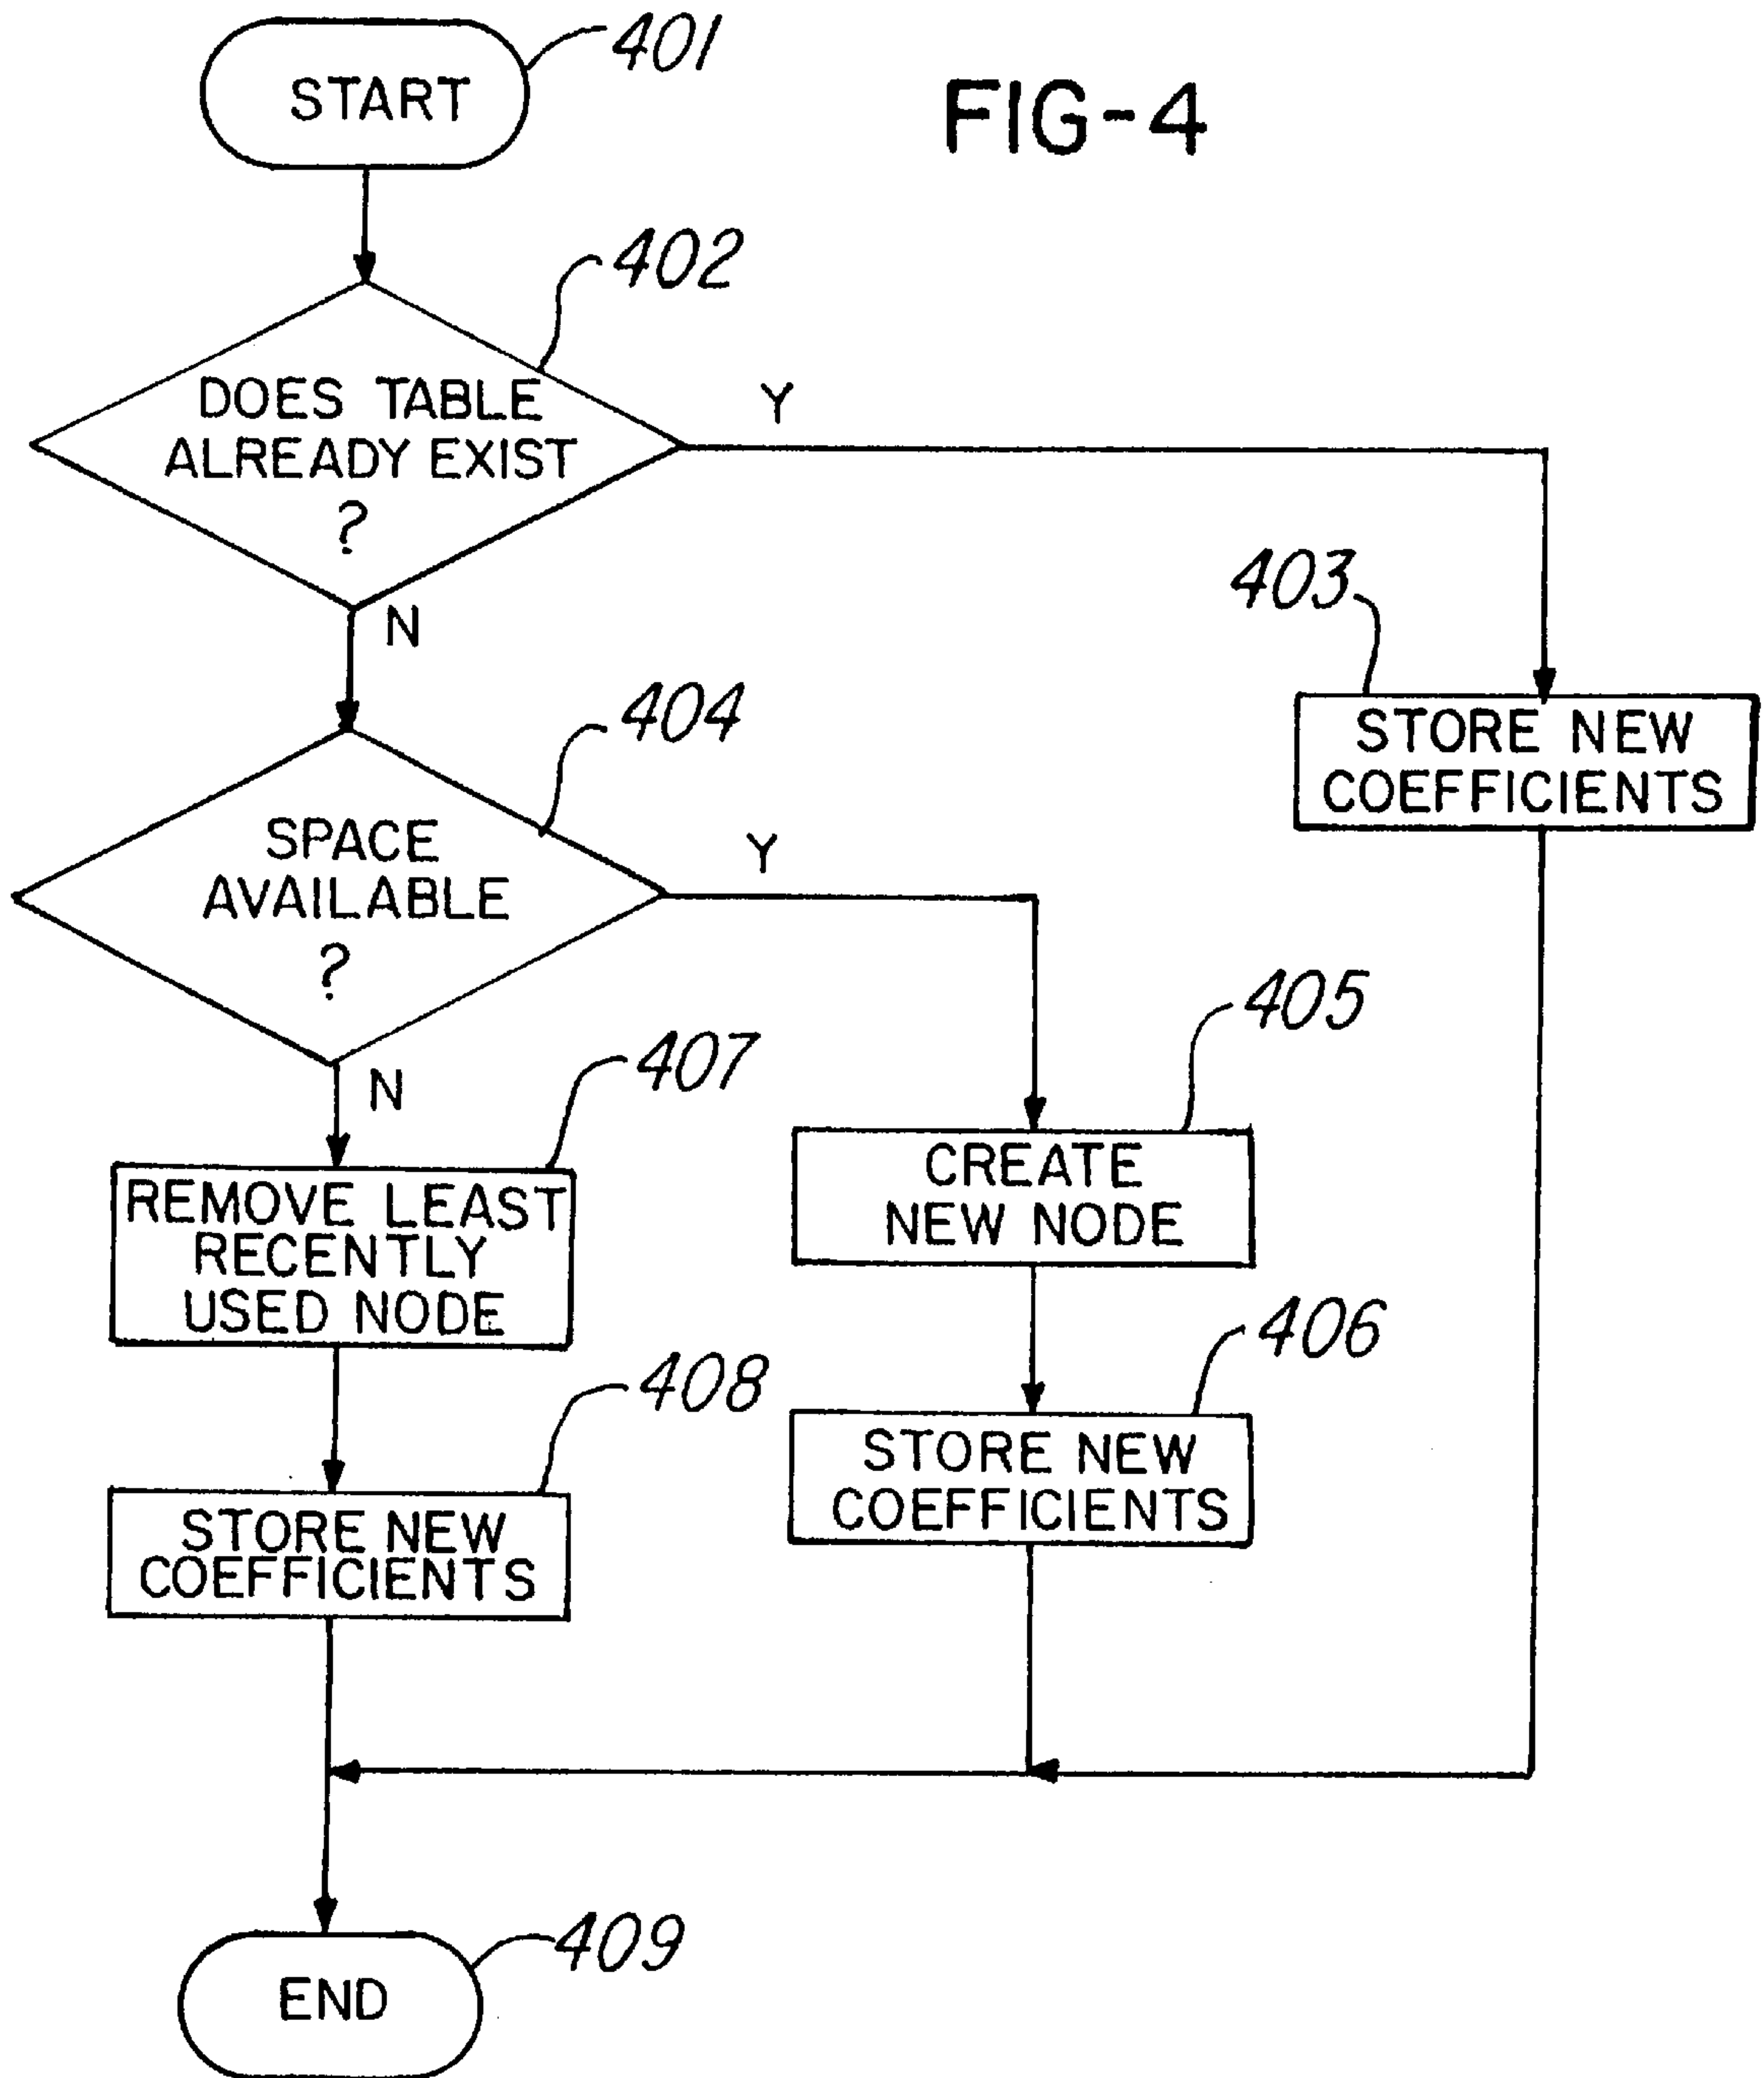 401
START
FIG-4
402
DOES TABLE
ALREADY EXIST
?
Y
N
403
STORE NEW
COEFFICIENTS
404
SPACE
AVAILABLE
?
Y
N
405
CREATE
NEW NODE
407
REMOVE LEAST
RECENTLY
USED NODE
406
STORE NEW
COEFFICIENTS
408
STORE NEW
COEFFICIENTS
409
END